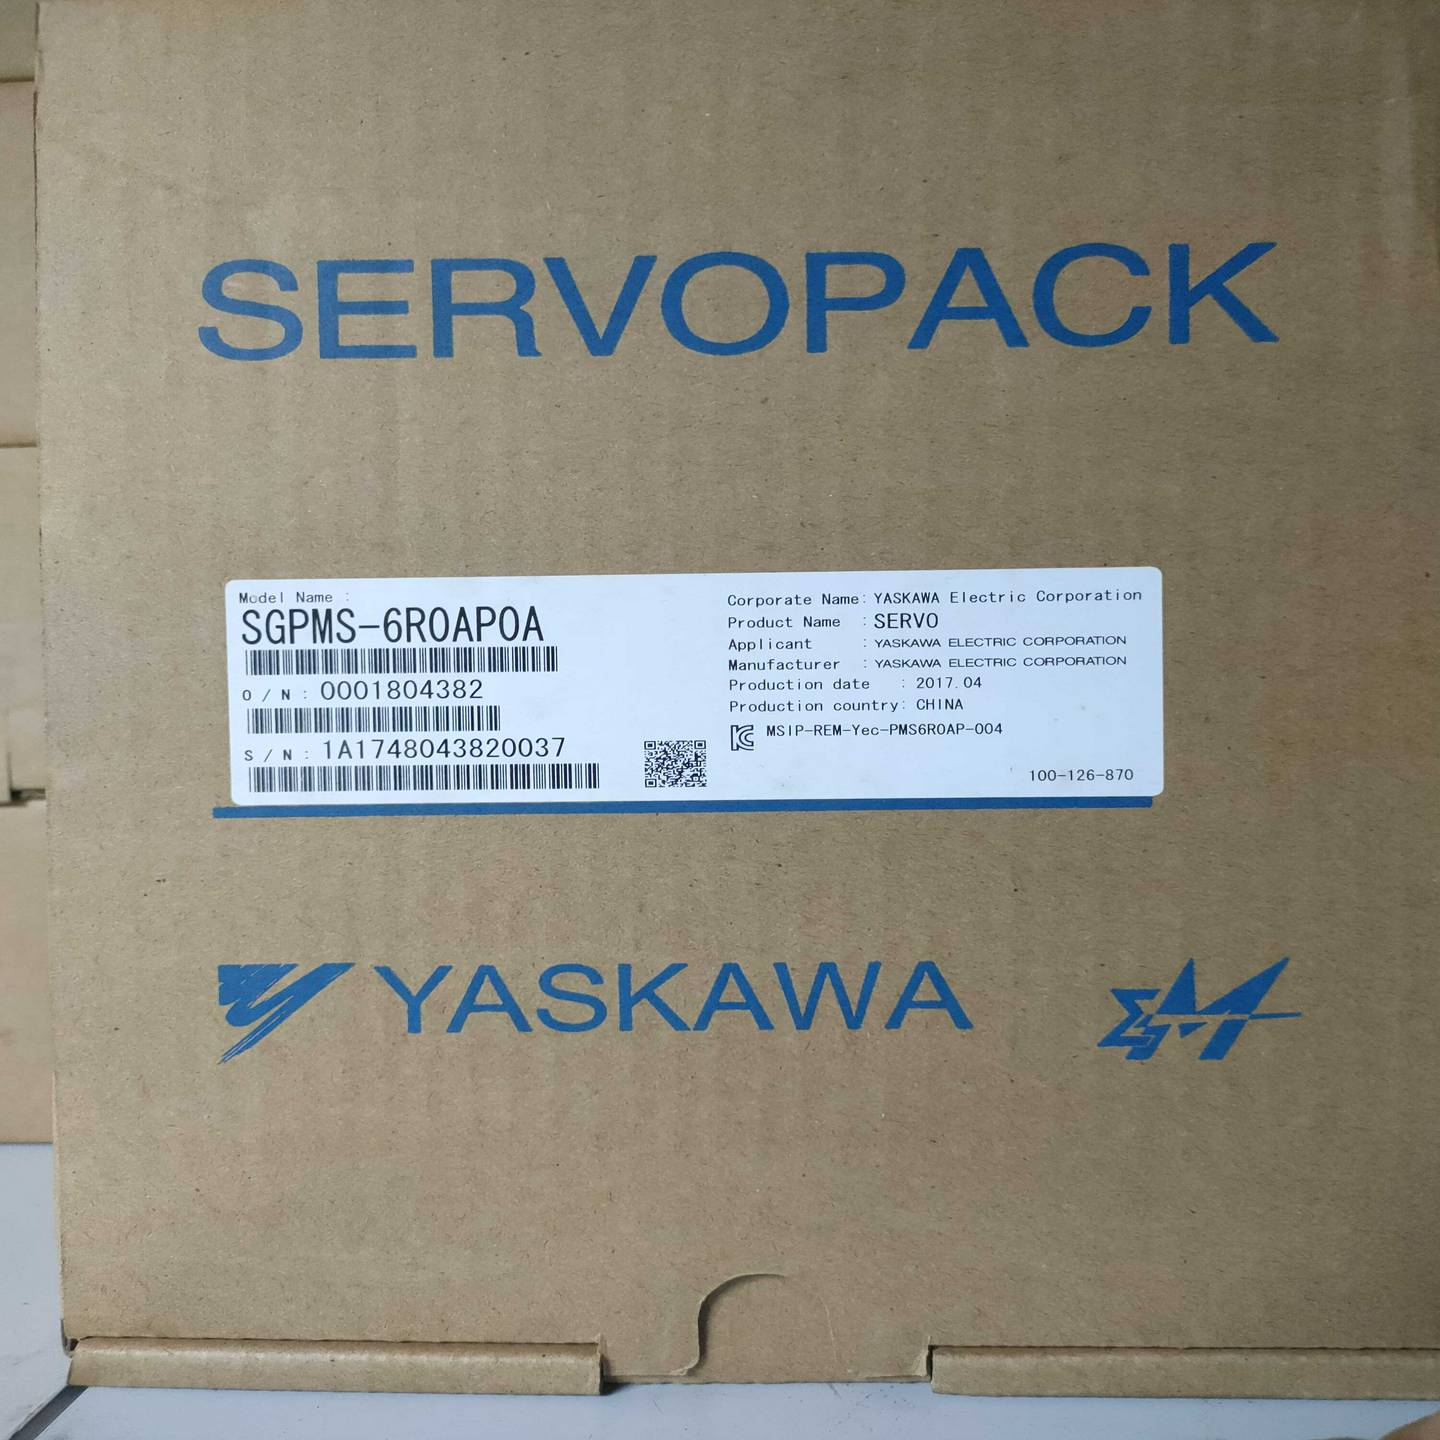 SERVOPACK
Model Name :
SGPMS-6R0AP0A
O / N : 0001804382
S / N : 1A1748043820037
Corporate Name: YASKAWA Electric Corporation
Product Name : SERVO
Applicant : YASKAWA ELECTRIC CORPORATION
Manufacturer : YASKAWA ELECTRIC CORPORATION
Production date : 2017.04
Production country: CHINA
MSIP-REM-Yec-PMS6R0AP-004
100-126-870
YASKAWA